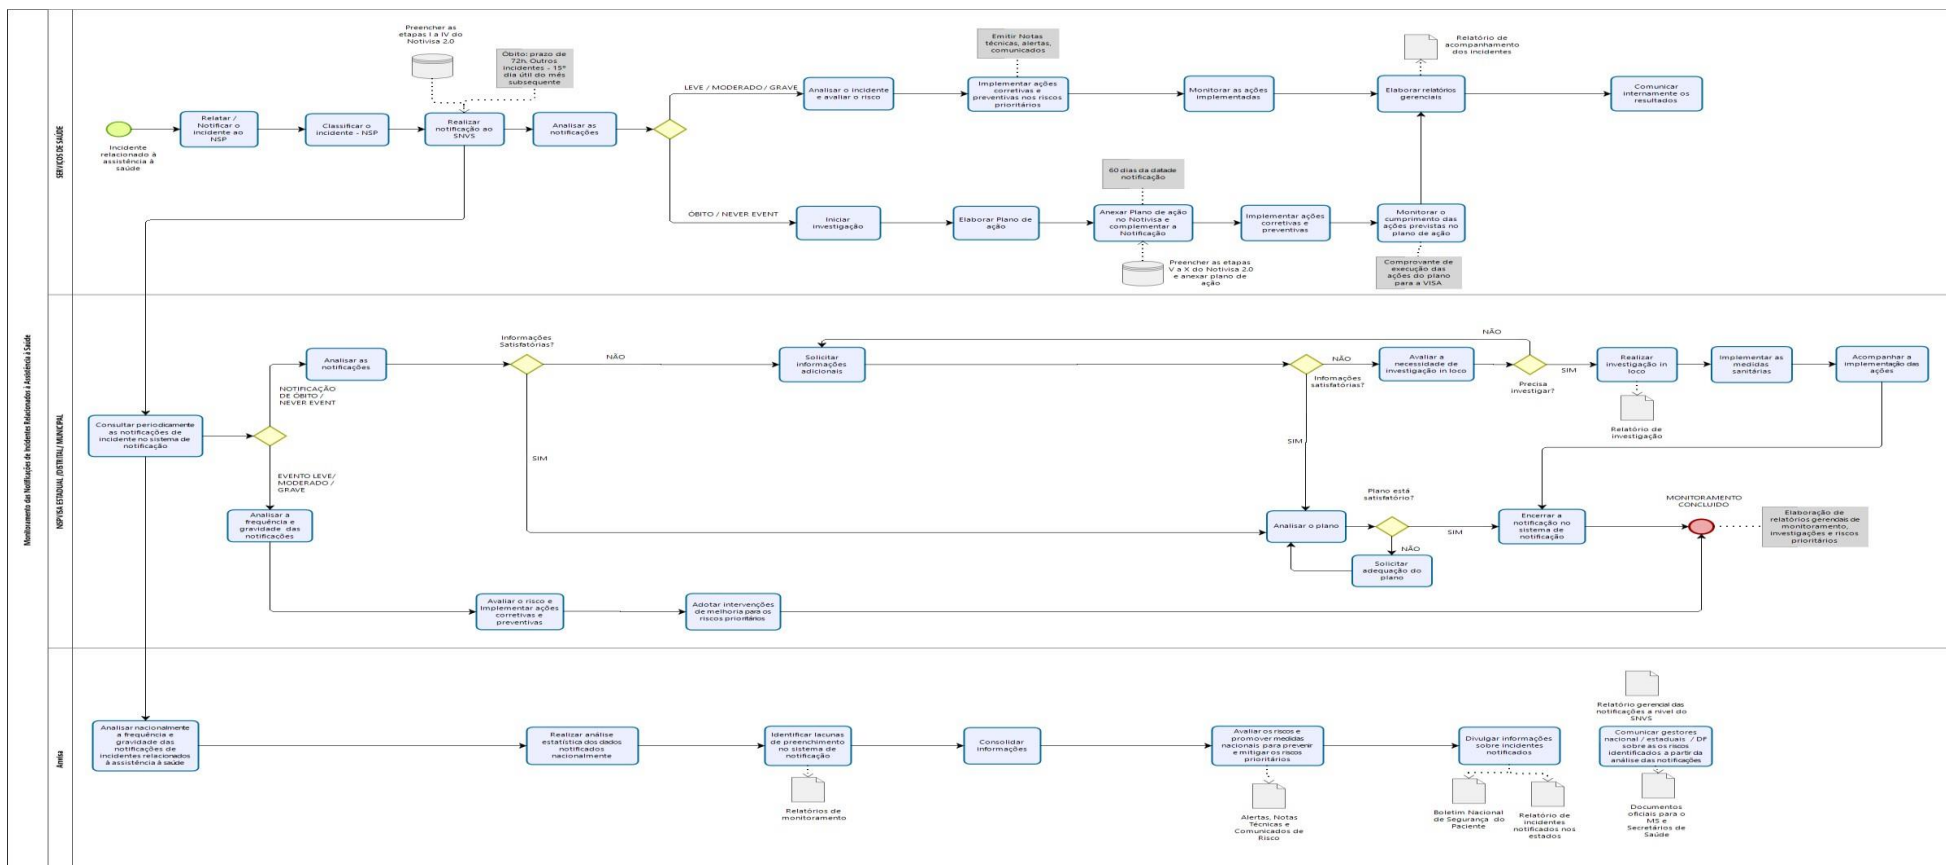 Monitoramento das Notificações de Incidentes Relacionados à Assistência à Saúde
SERVIÇOS DE SAÚDE
Incidente
relacionado à
assistência à
saúde
Relatar /
Notificar o
incidente ao
NSP
Classificar o
incidente - NSP
Preencher as
etapas I a IV do
Notivisa 2.0
Óbito: prazo de
72h. Outros
incidentes - 15º
dia útil do mês
subsequente
Realizar
notificação ao
SNVS
Analisar as
notificações
LEVE / MODERADO / GRAVE
Analisar o incidente
e avaliar o risco
Emitir Notas
técnicas, alertas,
comunicados
Implementar ações
corretivas e
preventivas nos riscos
prioritários
Monitorar as ações
implementadas
Relatório de
acompanhamento
dos incidentes
Elaborar relatórios
gerenciais
Comunicar
internamente os
resultados
ÓBITO / NEVER EVENT
Iniciar
investigação
Elaborar Plano de
ação
60 dias da data de
notificação
Anexar Plano de ação
no Notivisa e
complementar a
Notificação
Preencher as etapas
V a X do Notivisa 2.0
e anexar plano de
ação
Implementar ações
corretivas e
preventivas
Monitorar o
cumprimento das
ações previstas no
plano de ação
Comprovante de
execução das
ações do plano
para a VISA
NSP/VISA ESTADUAL /DISTRITAL/ MUNICIPAL
Consultar periodicamente
as notificações de
incidente no sistema de
notificação
NOTIFICAÇÃO
DE ÓBITO /
NEVER EVENT
Analisar as
notificações
Informações
Satisfatórias?
NÃO
SIM
Solicitar
informações
adicionais
Infomações
satisfatórias?
NÃO
SIM
Avaliar a
necessidade de
investigação in loco
NÃO
Precisa
investigar?
SIM
Realizar
investigação in
loco
Relatório de
investigação
Implementar as
medidas
sanitárias
Acompanhar a
implementação das
ações
EVENTO LEVE/
MODERADO /
GRAVE
Analisar a
frequência e
gravidade das
notificações
Analisar o plano
Plano está
satisfatório?
SIM
NÃO
Solicitar
adequação do
plano
Encerrar a
notificação no
sistema de
notificação
MONITORAMENTO
CONCLUIDO
Elaboração de
relatórios gerenciais de
monitoramento,
investigações e riscos
prioritários
Avaliar o risco e
Implementar ações
corretivas e
preventivas
Adotar intervenções
de melhoria para os
riscos prioritários
Anvisa
Analisar nacionalmente
a frequência e
gravidade das
notificações de
incidentes relacionados
à assistência à saúde
Realizar análise
estatística dos dados
notificados
nacionalmente
Identificar lacunas
de preenchimento
no sistema de
notificação
Relatórios de
monitoramento
Consolidar
informações
Avaliar os riscos e
promover medidas
nacionais para prevenir
e mitigar os riscos
prioritários
Alertas, Notas
Técnicas e
Comunicados de
Risco
Divulgar informações
sobre incidentes
notificados
Boletim Nacional
de Segurança do
Paciente
Relatório de
incidentes
notificados nos
estados
Relatório gerencial das
notificações a nivel do
SNVS
Comunicar gestores
nacional / estaduais / DF
sobre as os riscos
identificados a partir da
análise das notificações
Documentos
oficiais para o
MS e
Secretários de
Saúde